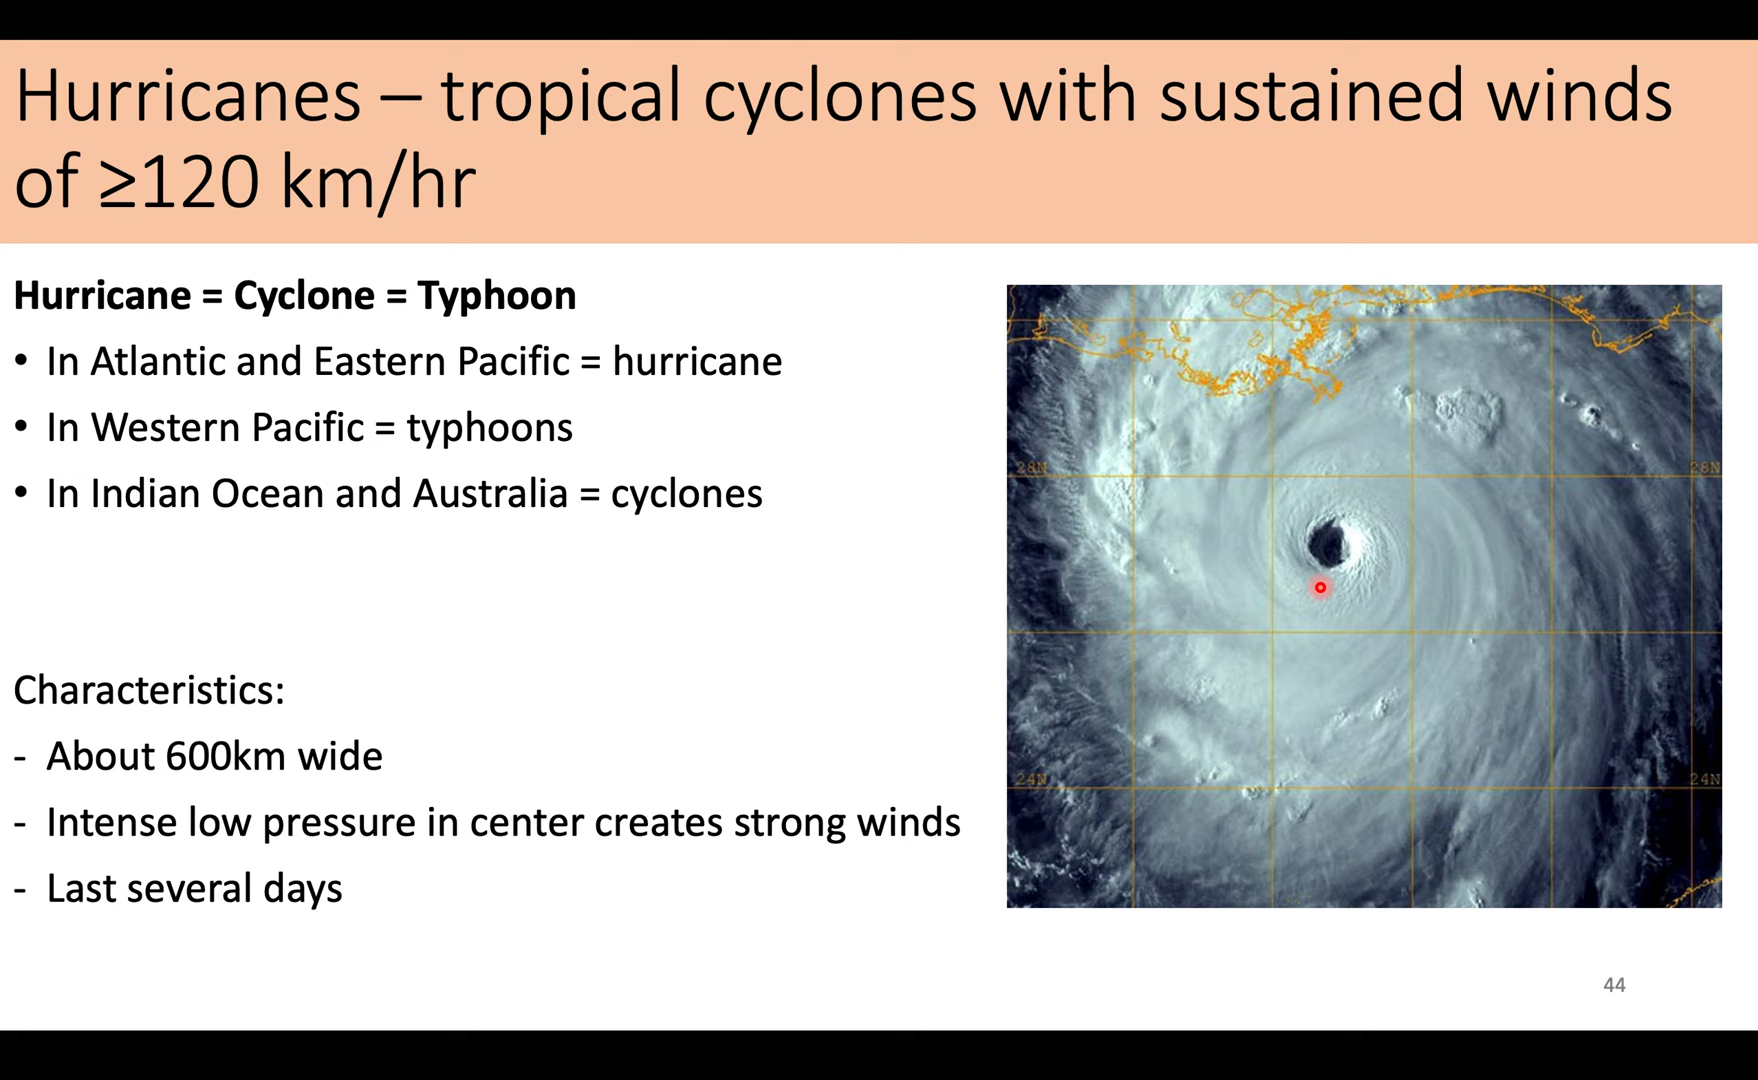 Hurricanes – tropical cyclones with sustained winds
of ≥120 km/hr
Hurricane = Cyclone = Typhoon
• In Atlantic and Eastern Pacific = hurricane
• In Western Pacific = typhoons
• In Indian Ocean and Australia = cyclones
Characteristics:
- About 600km wide
- Intense low pressure in center creates strong winds
- Last several days
28N 28N
24N 24N
44